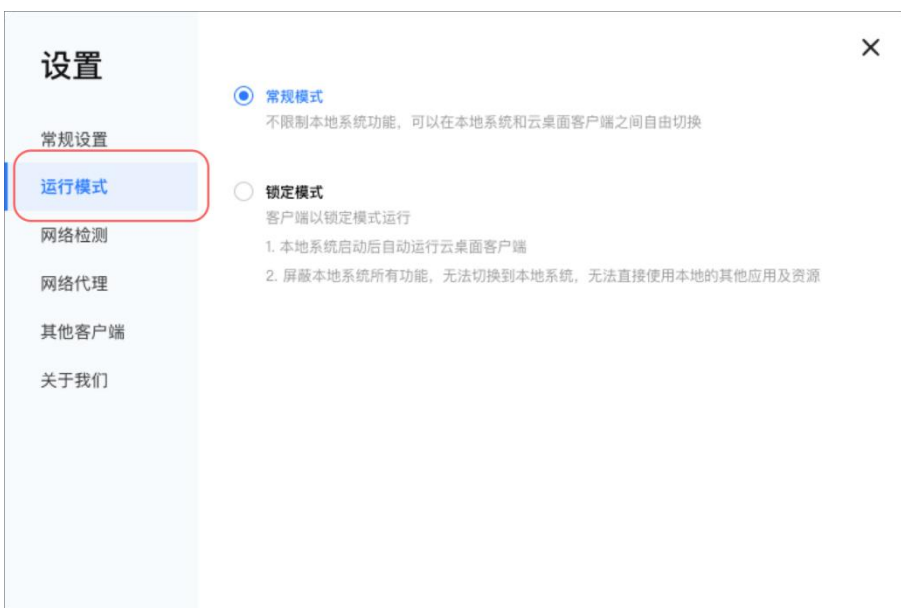 设置
常规设置
运行模式
网络检测
网络代理
其他客户端
关于我们
常规模式
不限制本地系统功能，可以在本地系统和云桌面客户端之间自由切换
锁定模式
客户端以锁定模式运行
1. 本地系统启动后自动运行云桌面客户端
2. 屏蔽本地系统所有功能，无法切换到本地系统，无法直接使用本地的其他应用及资源